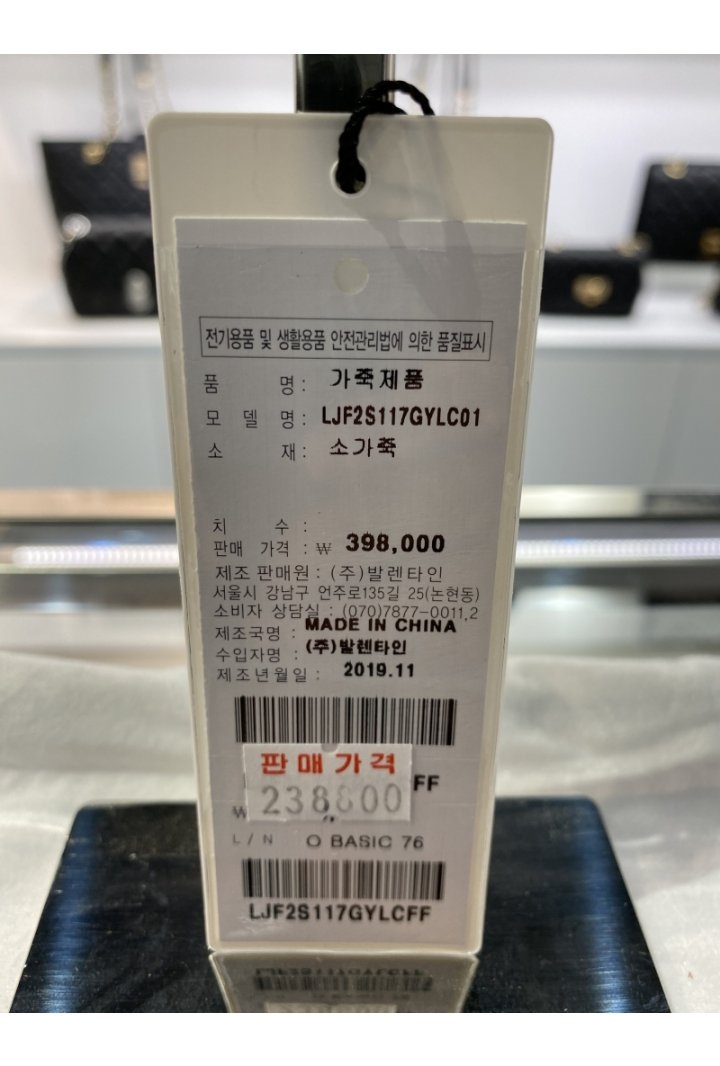 전기용품 및 생활용품 안전관리법에 의한 품질표시
품 명 : 가죽제품
모 델 명 : LJF2S117GYLC01
소 재 : 소가죽
치 수 :
판매 가격 : ₩ 398,000
제조 판매원 : (주)발렌타인
서울시 강남구 언주로135길 25(논현동)
소비자 상담실 : (070)7877-0011,2
제조국명 : MADE IN CHINA
수입자명 : (주)발렌타인
제조년월일 : 2019.11
판매가격
FF
238800
₩
L/N O BASIC 76
LJF2S117GYLCFF
LJF2S117GYLCFF